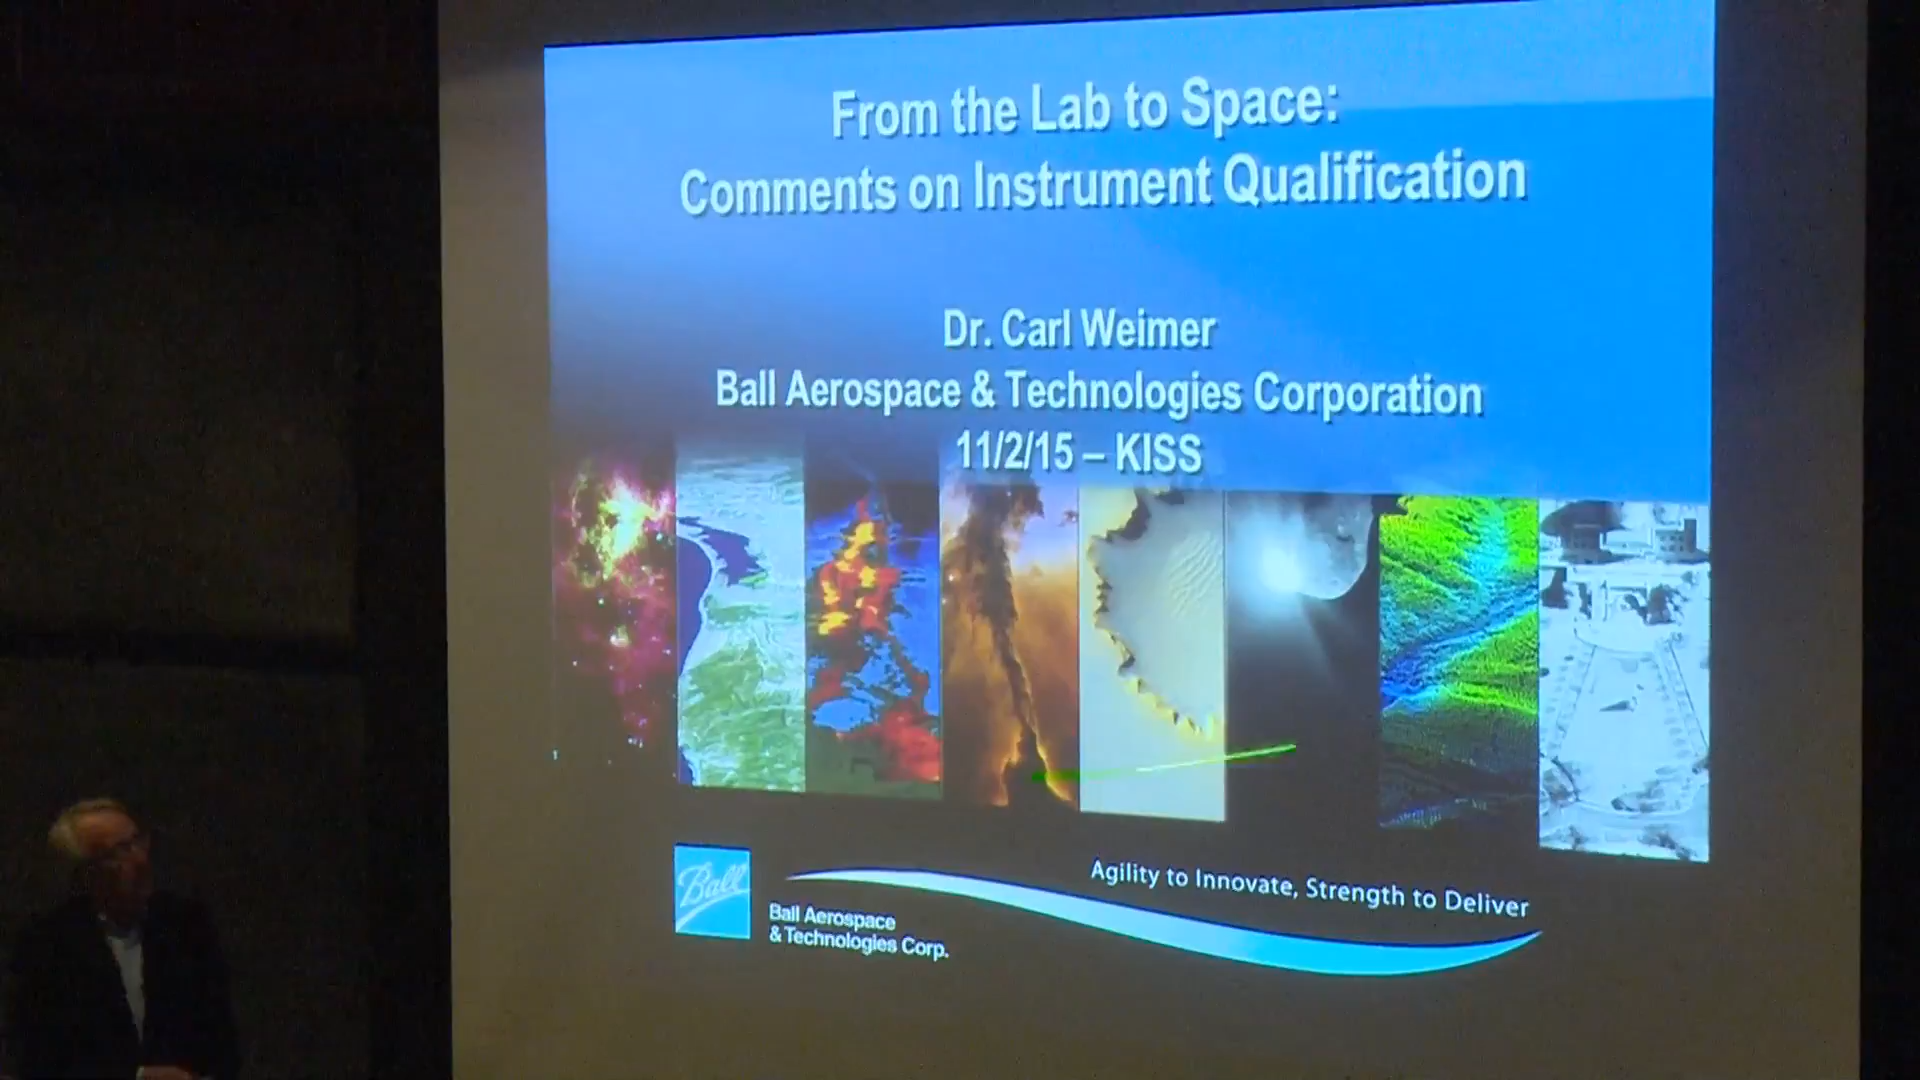 From the Lab to Space:
Comments on Instrument Qualification
Dr. Carl Weimer
Ball Aerospace & Technologies Corporation
11/2/15 – KISS
Agility to Innovate, Strength to Deliver
Ball
Ball Aerospace
& Technologies Corp.